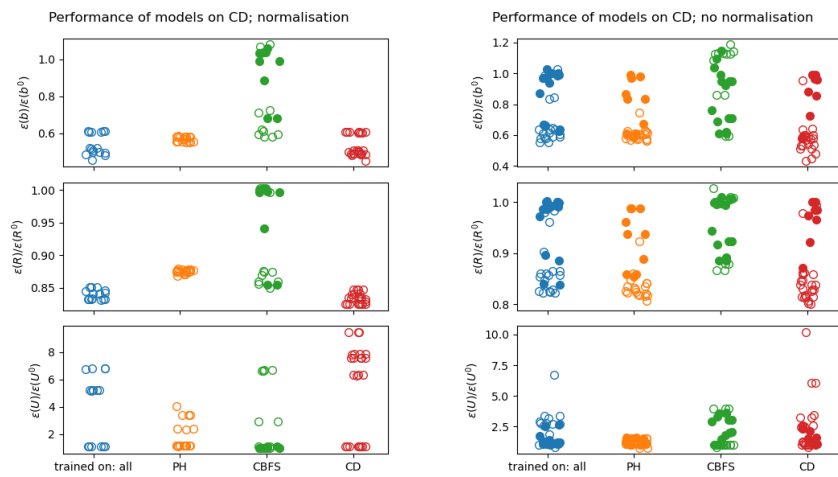 Performance of models on CD; normalisation
ε(b)/ε(b⁰)
1.0
0.8
0.6
ε(R)/ε(R⁰)
1.00
0.95
0.90
0.85
ε(U)/ε(U⁰)
8
6
4
2
trained on: all PH CBFS CD
Performance of models on CD; no normalisation
ε(b)/ε(b⁰)
1.2
1.0
0.8
0.6
0.4
ε(R)/ε(R⁰)
1.0
0.9
0.8
ε(U)/ε(U⁰)
10.0
7.5
5.0
2.5
trained on: all PH CBFS CD